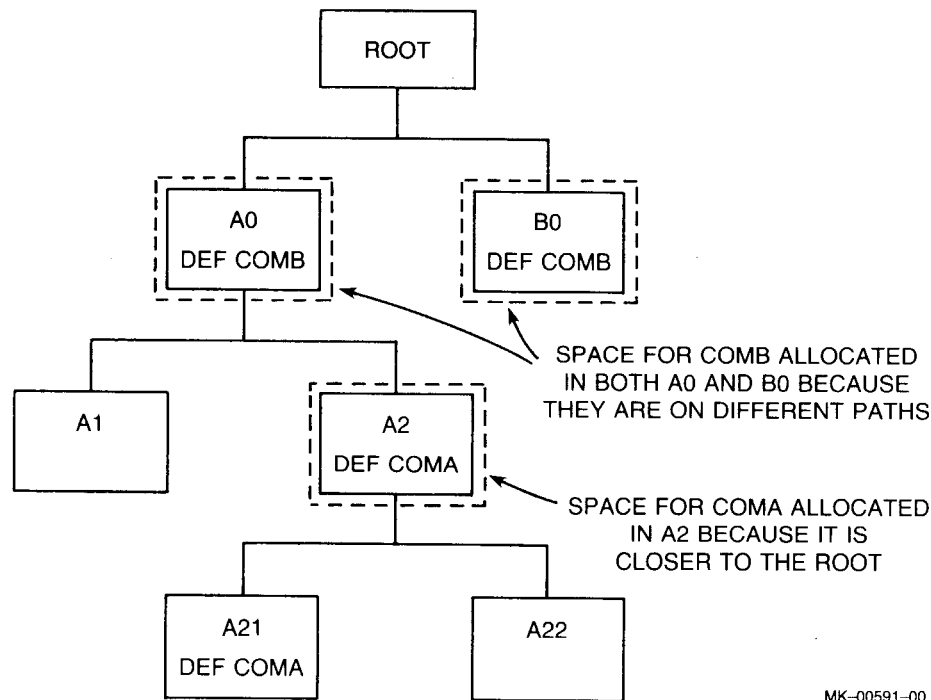 ROOT
A0
DEF COMB
B0
DEF COMB
SPACE FOR COMB ALLOCATED
IN BOTH A0 AND B0 BECAUSE
THEY ARE ON DIFFERENT PATHS
A1
A2
DEF COMA
SPACE FOR COMA ALLOCATED
IN A2 BECAUSE IT IS
CLOSER TO THE ROOT
A21
DEF COMA
A22
MK-00591-00